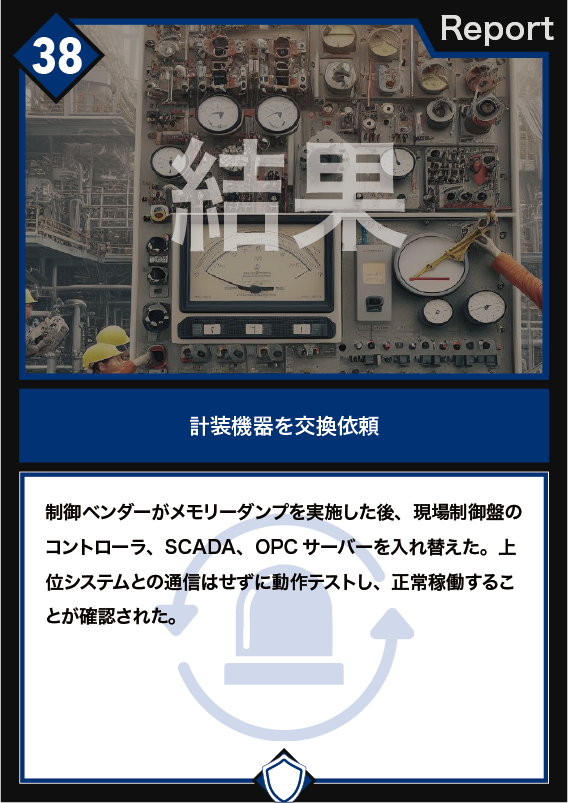 38
Report
結果
計装機器を交換依頼
制御ベンダーがメモリーダンプを実施した後、現場制御盤の
コントローラ、SCADA、OPC サーバーを入れ替えた。上
位システムとの通信はせずに動作テストし、正常稼働するこ
とが確認された。